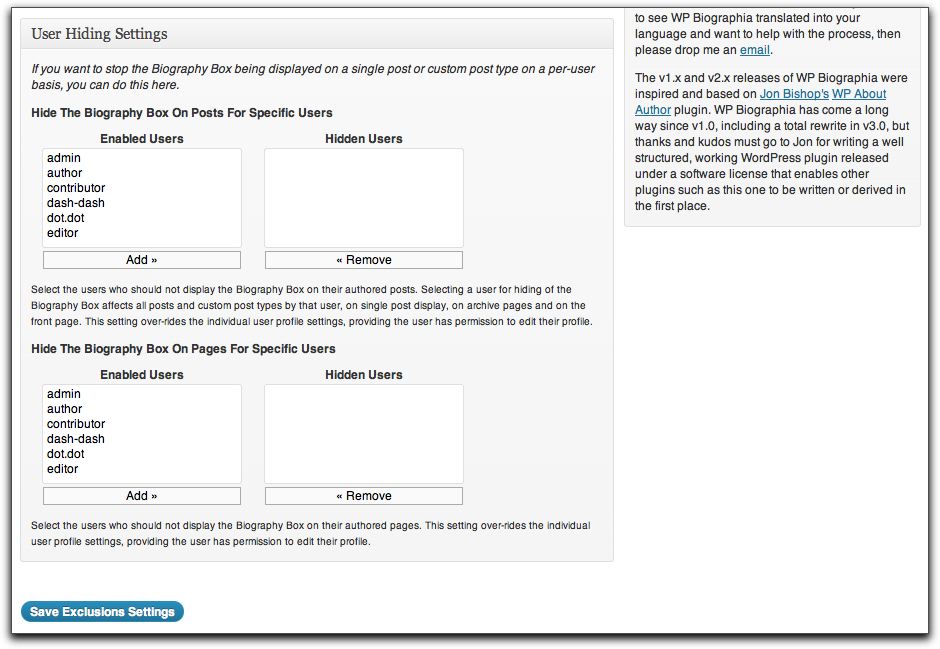 User Hiding Settings
If you want to stop the Biography Box being displayed on a single post or custom post type on a per-user
basis, you can do this here.
Hide The Biography Box On Posts For Specific Users
Enabled Users
Hidden Users
admin
author
contributor
dash-dash
dot.dot
editor
Add »
« Remove
Select the users who should not display the Biography Box on their authored posts. Selecting a user for hiding of the
Biography Box affects all posts and custom post types by that user, on single post display, on archive pages and on the
front page. This setting over-rides the individual user profile settings, providing the user has permission to edit their profile.
Hide The Biography Box On Pages For Specific Users
Enabled Users
Hidden Users
admin
author
contributor
dash-dash
dot.dot
editor
Add »
« Remove
Select the users who should not display the Biography Box on their authored pages. This setting over-rides the individual
user profile settings, providing the user has permission to edit their profile.
Save Exclusions Settings
to see WP Biographia translated into your
language and want to help with the process, then
please drop me an email.
The v1.x and v2.x releases of WP Biographia were
inspired and based on Jon Bishop's WP About
Author plugin. WP Biographia has come a long
way since v1.0, including a total rewrite in v3.0, but
thanks and kudos must go to Jon for writing a well
structured, working WordPress plugin released
under a software license that enables other
plugins such as this one to be written or derived in
the first place.